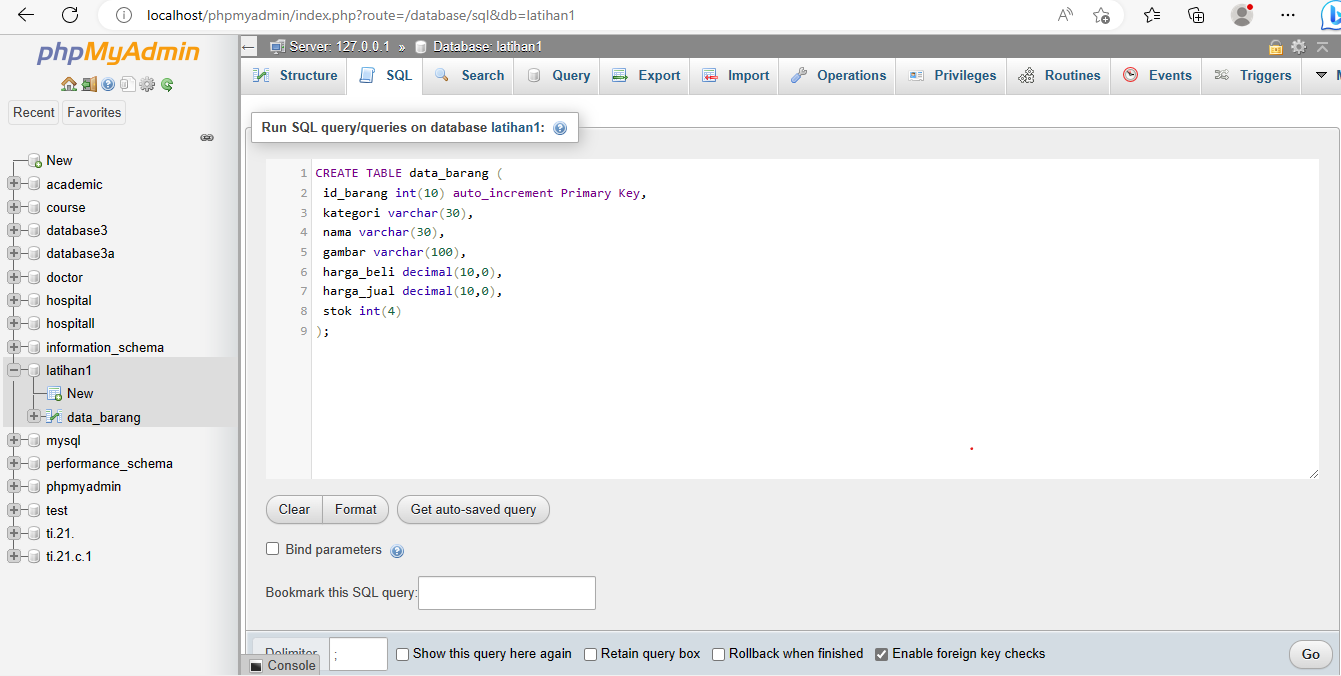 localhost/phpmyadmin/index.php?route=/database/sql&db=latihan1
phpMyAdmin
Recent Favorites
New
academic
course
database3
database3a
doctor
hospital
hospitall
information_schema
latihan1
New
data_barang
mysql
performance_schema
phpmyadmin
test
ti.21.
ti.21.c.1
Server: 127.0.0.1 » Database: latihan1
Structure SQL Search Query Export Import Operations Privileges Routines Events Triggers
Run SQL query/queries on database latihan1:
1 CREATE TABLE data_barang (
2 id_barang int(10) auto_increment Primary Key,
3 kategori varchar(30),
4 nama varchar(30),
5 gambar varchar(100),
6 harga_beli decimal(10,0),
7 harga_jual decimal(10,0),
8 stok int(4)
9 );
Clear Format Get auto-saved query
Bind parameters
Bookmark this SQL query:
Delimiter ; Show this query here again Retain query box Rollback when finished Enable foreign key checks Go
Console